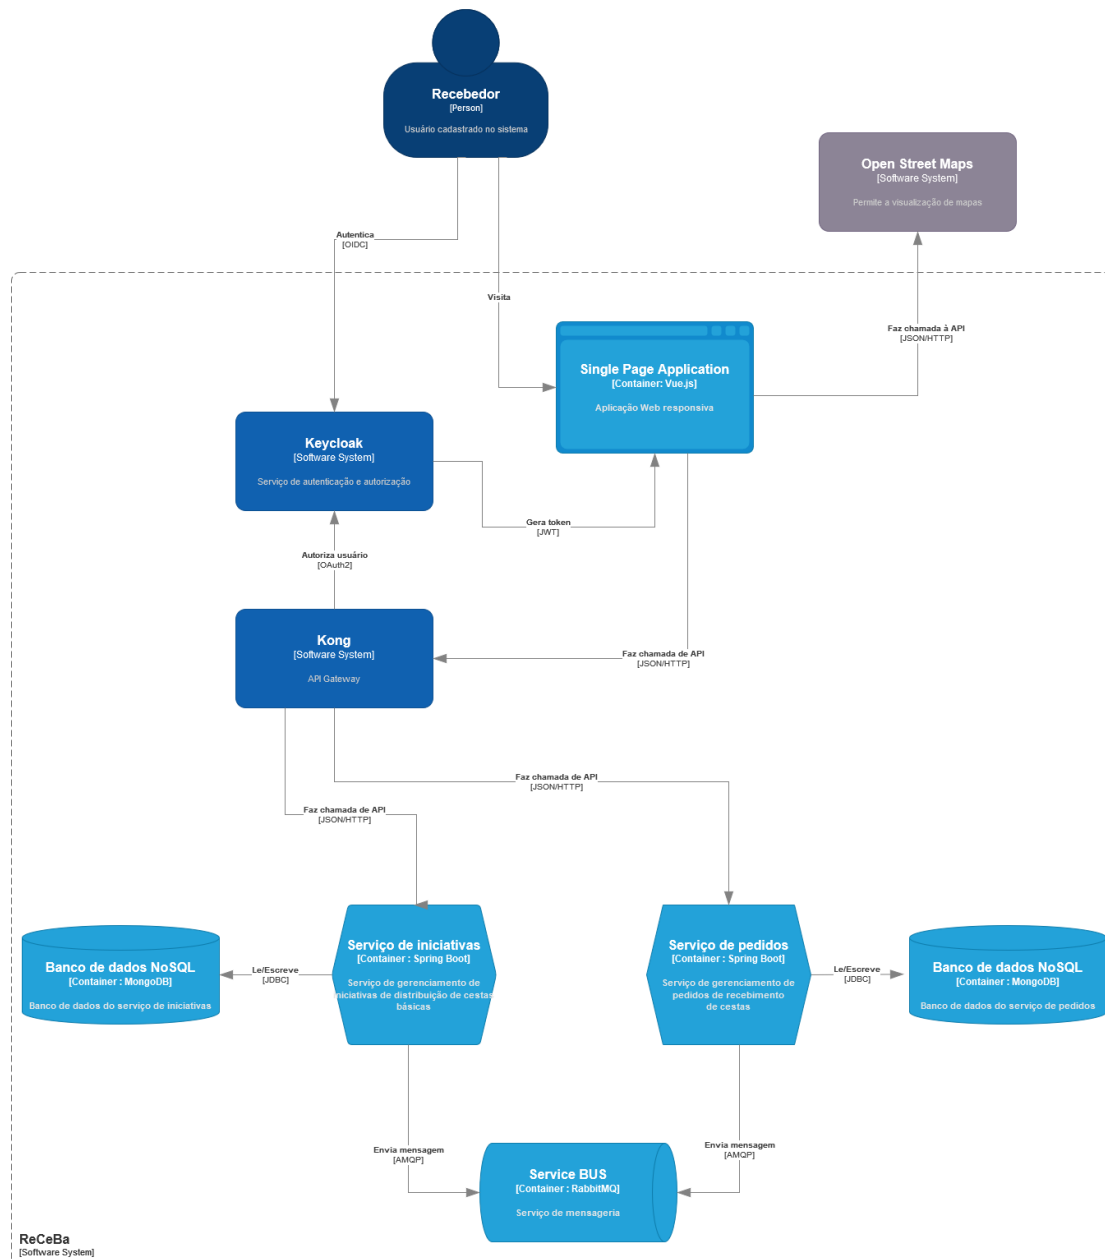 Recebedor
[Person]
Usuário cadastrado no sistema
Open Street Maps
[Software System]
Permite a visualização de mapas
Autentica
[OIDC]
Visita
Faz chamada à API
[JSON/HTTP]
Single Page Application
[Container: Vue.js]
Aplicação Web responsiva
Keycloak
[Software System]
Serviço de autenticação e autorização
Gera token
[JWT]
Autoriza usuário
[OAuth2]
Kong
[Software System]
API Gateway
Faz chamada de API
[JSON/HTTP]
Faz chamada de API
[JSON/HTTP]
Faz chamada de API
[JSON/HTTP]
Banco de dados NoSQL
[Container : MongoDB]
Banco de dados do serviço de iniciativas
Le/Escreve
[JDBC]
Serviço de iniciativas
[Container : Spring Boot]
Serviço de gerenciamento de
iniciativas de distribuição de cestas
básicas
Serviço de pedidos
[Container : Spring Boot]
Serviço de gerenciamento de
pedidos de recebimento
de cestas
Le/Escreve
[JDBC]
Banco de dados NoSQL
[Container : MongoDB]
Banco de dados do serviço de pedidos
Envia mensagem
[AMQP]
Envia mensagem
[AMQP]
Service BUS
[Container : RabbitMQ]
Serviço de mensageria
ReCeBa
[Software System]